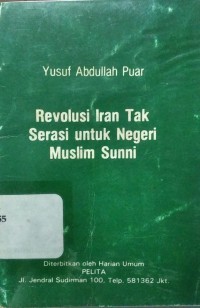 Yusuf Abdullah Puar
Revolusi Iran Tak
Serasi untuk Negeri
Muslim Sunni
55
Diterbitkan oleh Harian Umum
PELITA
Jl. Jendral Sudirman 100, Telp. 581362 Jkt.